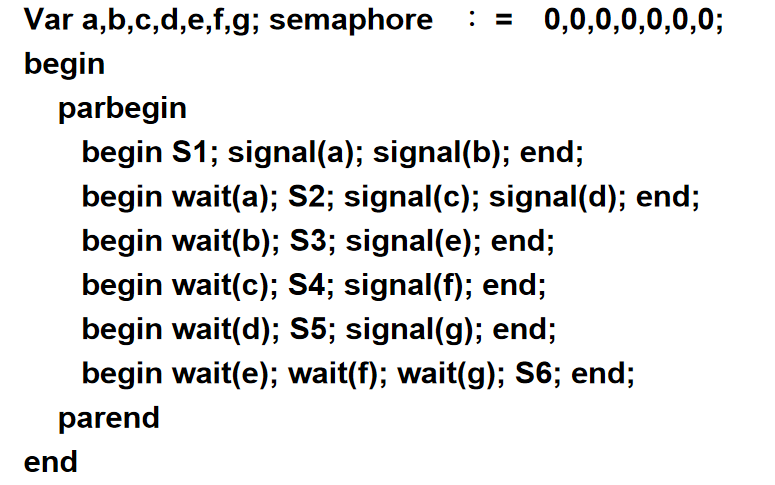 Var a,b,c,d,e,f,g; semaphore ：= 0,0,0,0,0,0,0;
begin
parbegin
begin S1; signal(a); signal(b); end;
begin wait(a); S2; signal(c); signal(d); end;
begin wait(b); S3; signal(e); end;
begin wait(c); S4; signal(f); end;
begin wait(d); S5; signal(g); end;
begin wait(e); wait(f); wait(g); S6; end;
parend
end